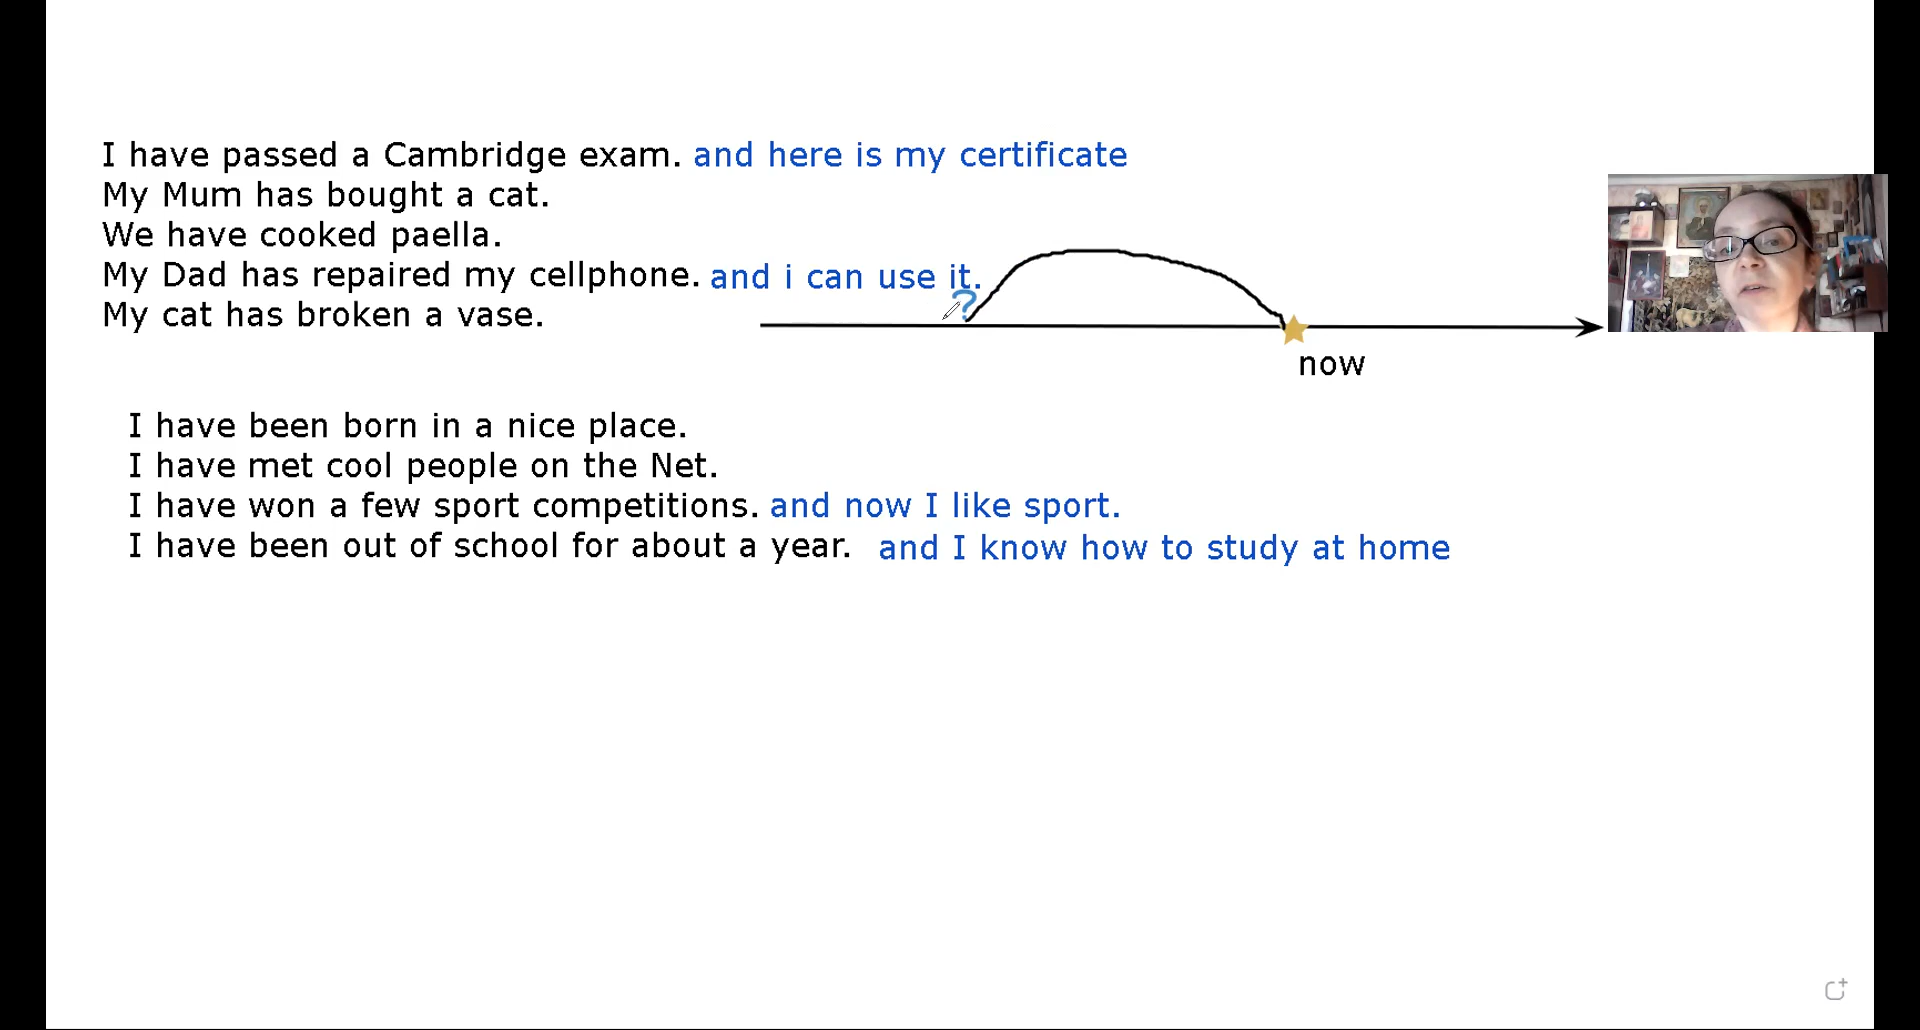 I have passed a Cambridge exam. and here is my certificate
My Mum has bought a cat.
We have cooked paella.
My Dad has repaired my cellphone. and i can use it.
?
My cat has broken a vase.
now
I have been born in a nice place.
I have met cool people on the Net.
I have won a few sport competitions. and now I like sport.
I have been out of school for about a year. and I know how to study at home